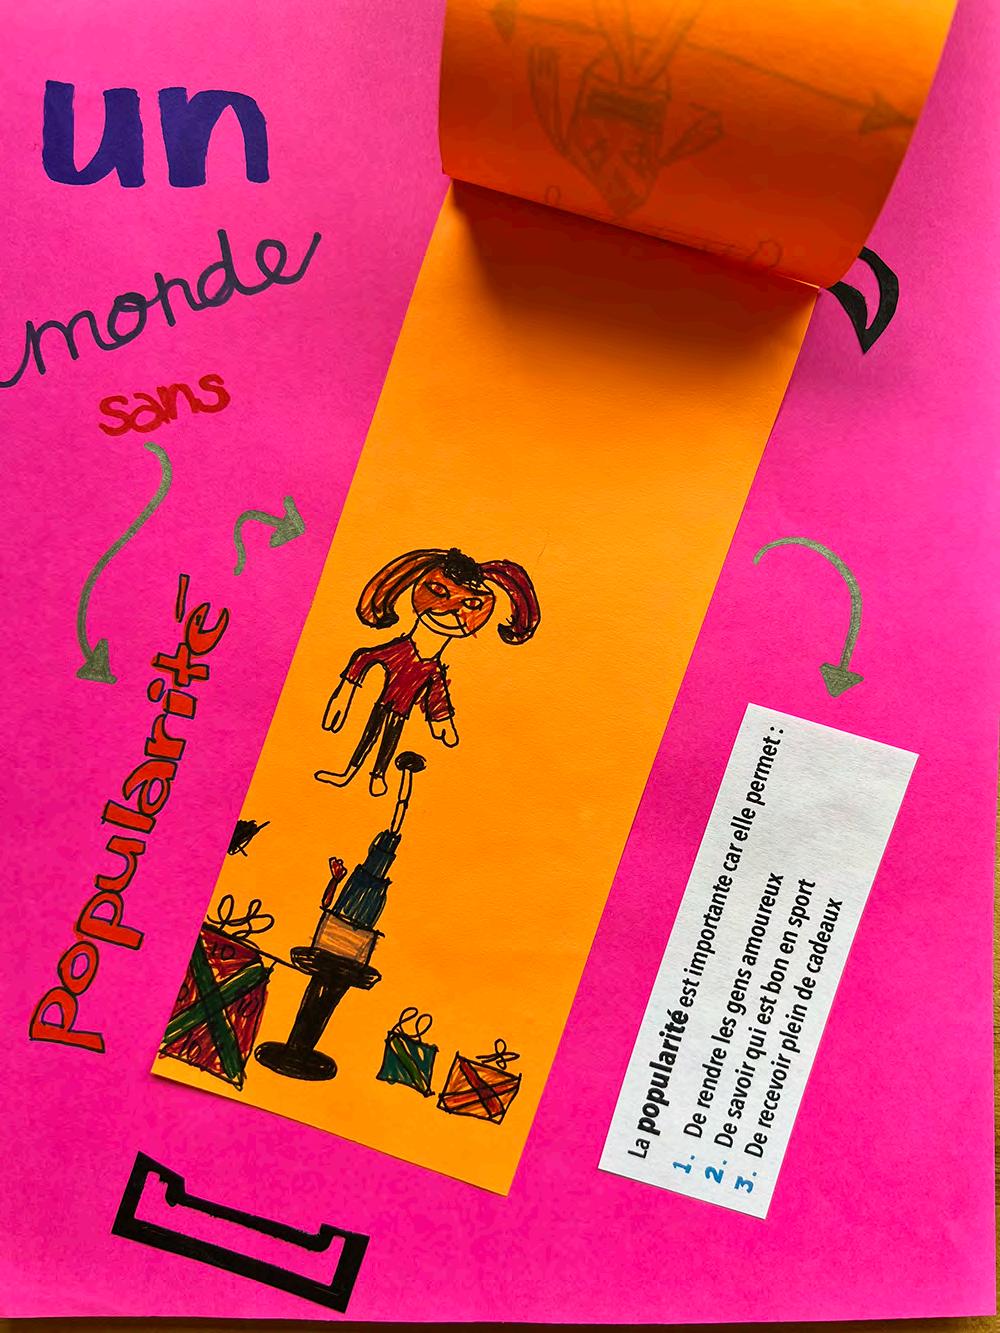 un
monde
sans
popularité
La popularité est importante car elle permet :
1. De rendre les gens amoureux
2. De savoir qui est bon en sport
3. De recevoir plein de cadeaux